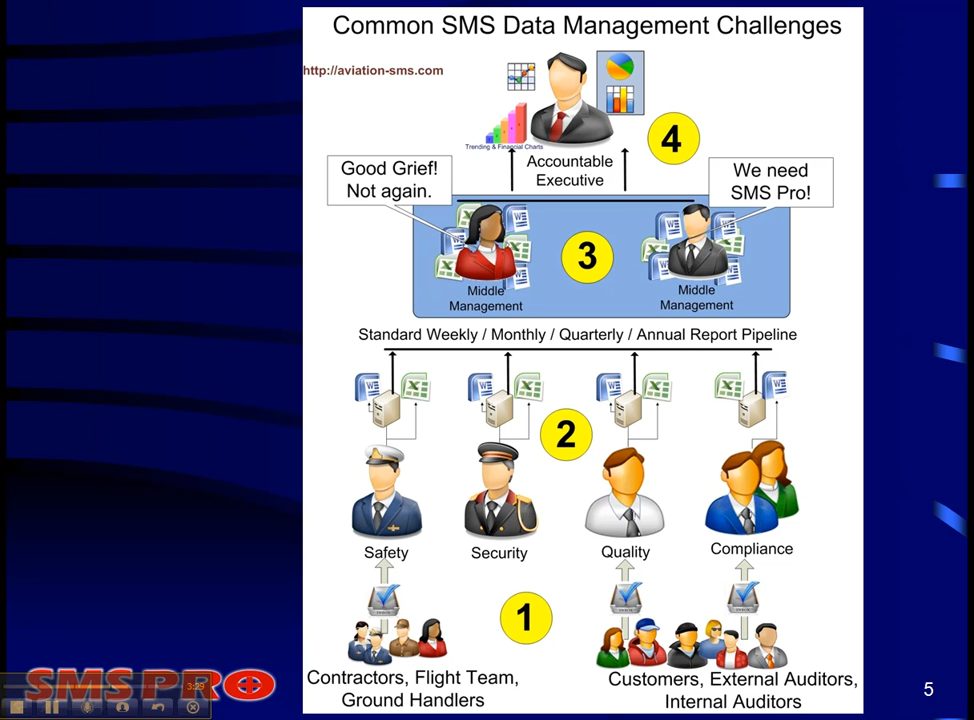 Common SMS Data Management Challenges
http://aviation-sms.com
Trending & Financial Charts
4
Accountable
Executive
Good Grief!
Not again.
We need
SMS Pro!
3
Middle
Management
Middle
Management
Standard Weekly / Monthly / Quarterly / Annual Report Pipeline
2
Safety
Security
Quality
Compliance
1
Contractors, Flight Team,
Ground Handlers
Customers, External Auditors,
Internal Auditors
SMS PRO
3:29
5